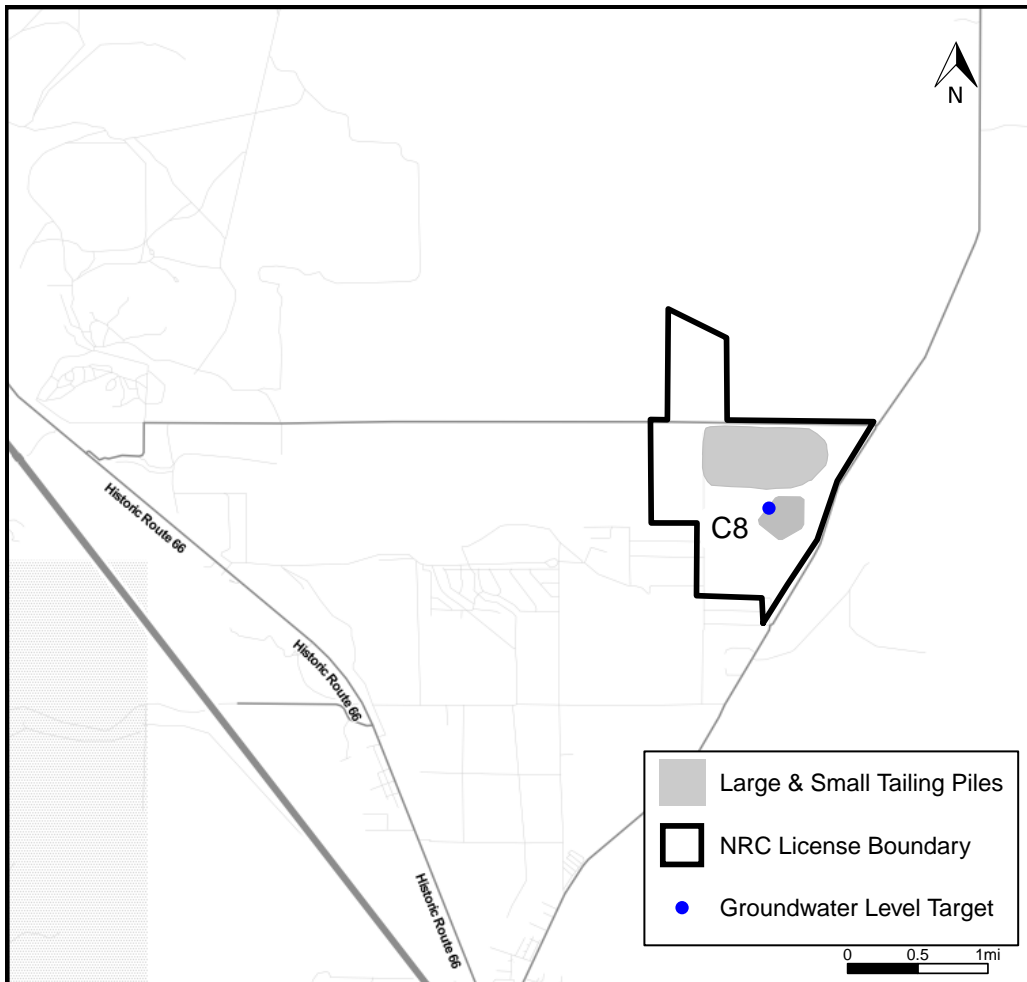 N
Historic Route 66
C8
Historic Route 66
Historic Route 66
Large & Small Tailing Piles
NRC License Boundary
Groundwater Level Target
0 0.5 1mi